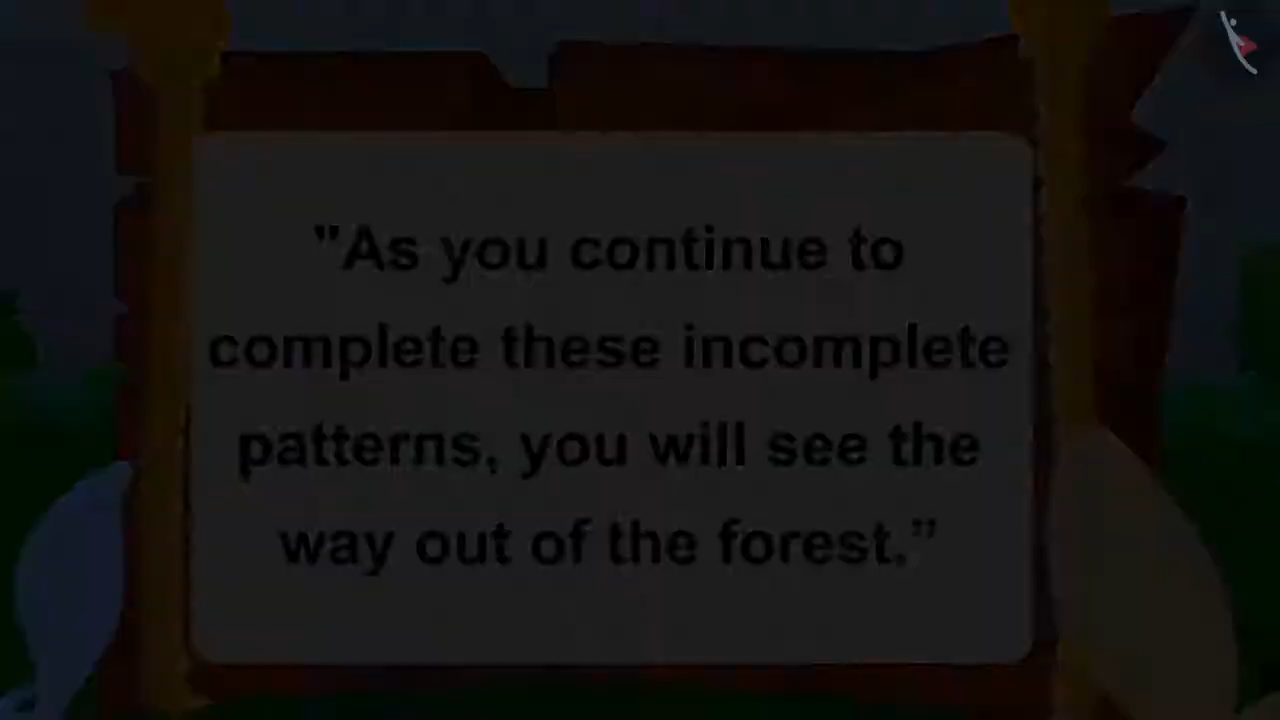 "As you continue to
complete these incomplete
patterns, you will see the
way out of the forest.”